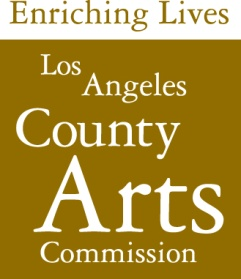 Enriching Lives
Los
Angeles
County
Arts
Commission